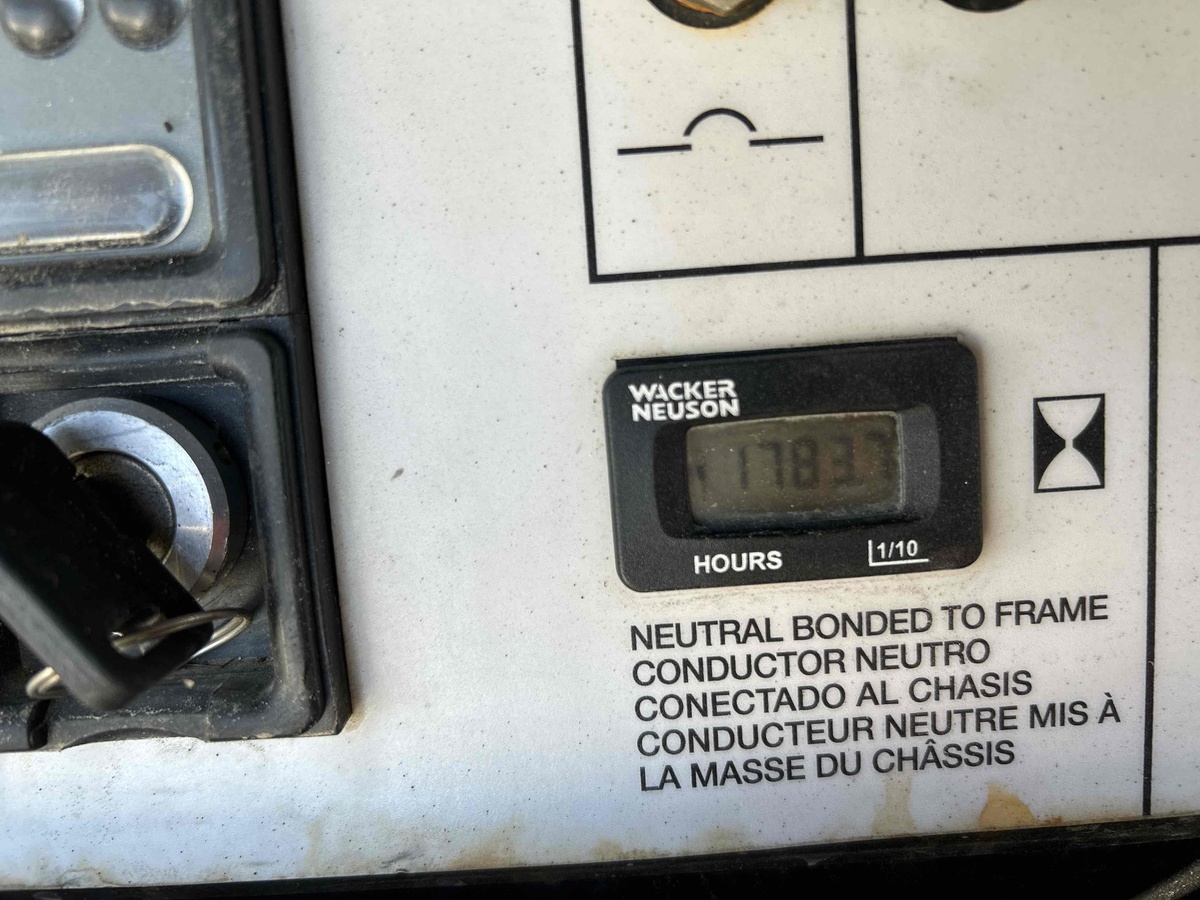 WACKER
NEUSON
1783.7
HOURS
1/10
NEUTRAL BONDED TO FRAME
CONDUCTOR NEUTRO
CONECTADO AL CHASIS
CONDUCTEUR NEUTRE MIS À
LA MASSE DU CHÂSSIS